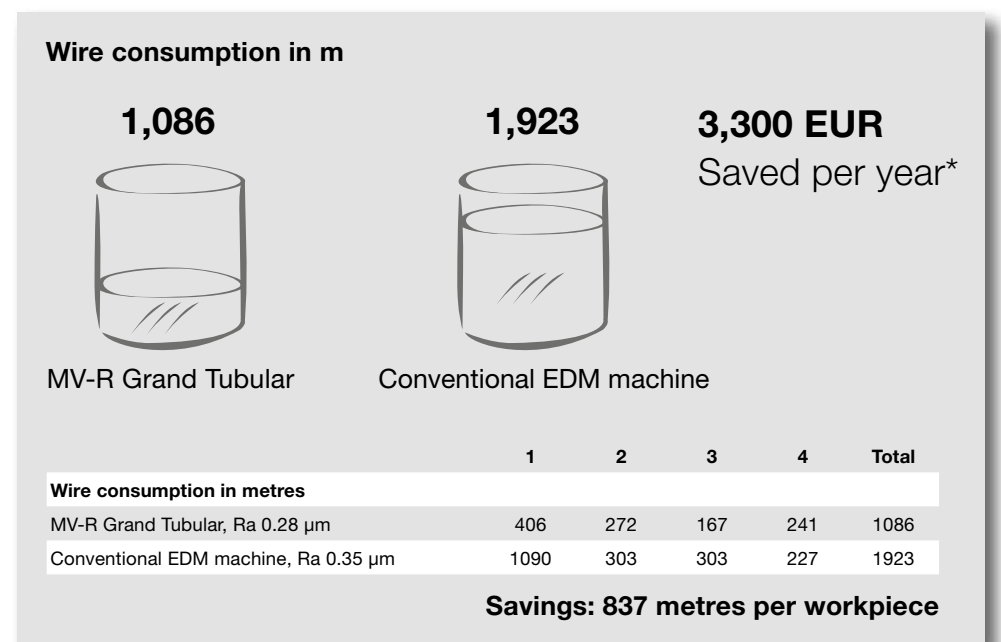 Wire consumption in m
1,086 1,923 3,300 EUR
Saved per year*
MV-R Grand Tubular Conventional EDM machine
1 2 3 4 Total
Wire consumption in metres
MV-R Grand Tubular, Ra 0.28 µm 406 272 167 241 1086
Conventional EDM machine, Ra 0.35 µm 1090 303 303 227 1923
Savings: 837 metres per workpiece